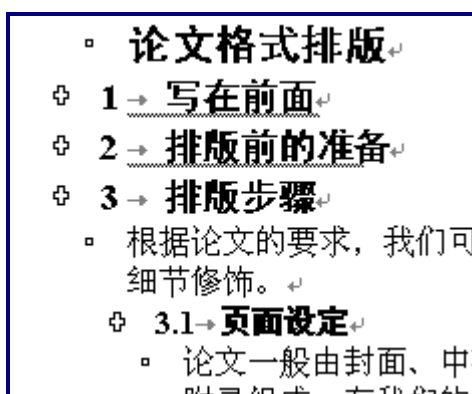 论文格式排版
1 写在前面
2 排版前的准备
3 排版步骤
根据论文的要求，我们可
细节修饰。
3.1 页面设定
论文一般由封面、中